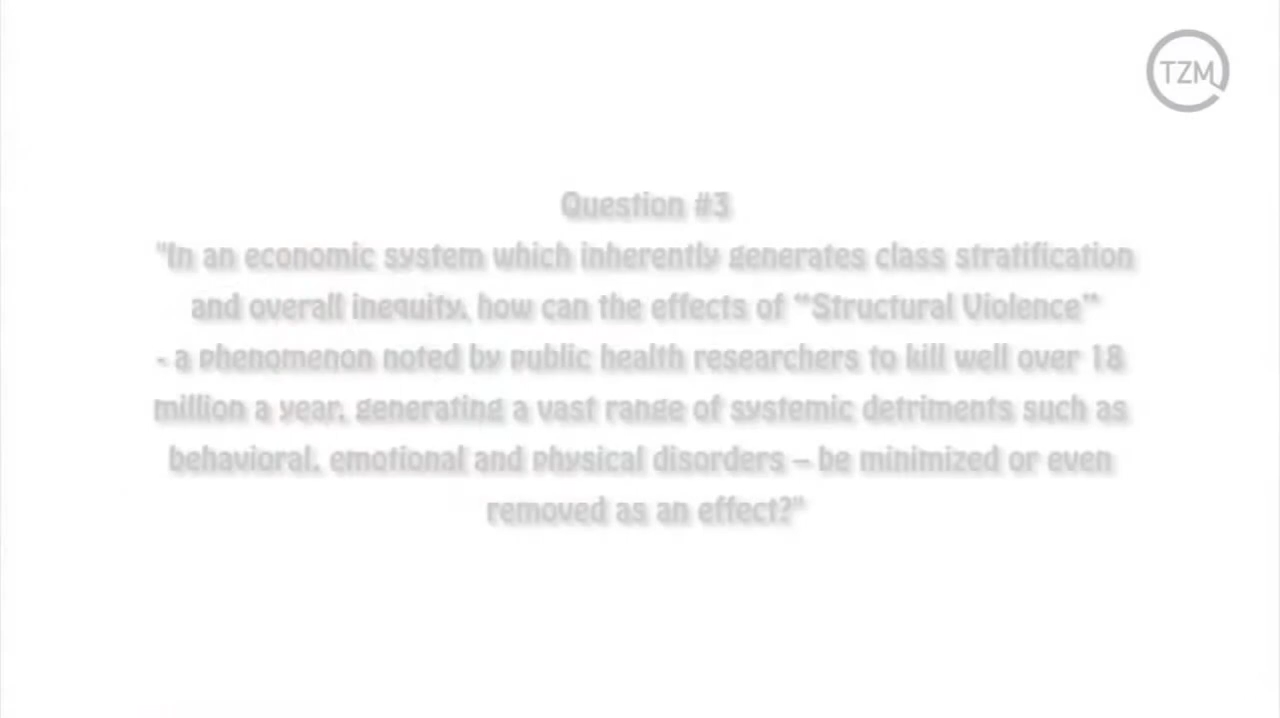 TZM
Question #3
"In an economic system which inherently generates class stratification
and overall inequity, how can the effects of “Structural Violence”
- a phenomenon noted by public health researchers to kill well over 18
million a year, generating a vast range of systemic detriments such as
behavioral, emotional and physical disorders – be minimized or even
removed as an effect?"